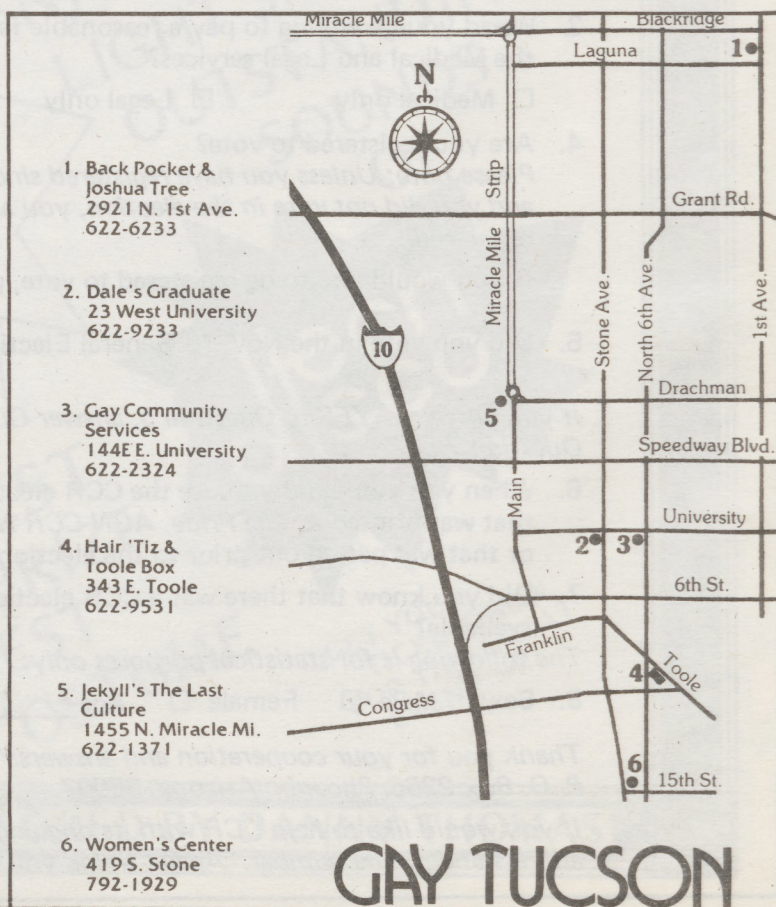 Miracle Mile
Blackridge
Laguna
1
N
1. Back Pocket &
Joshua Tree
2921 N. 1st Ave.
622-6233
Miracle Mile Strip
Grant Rd.
2. Dale's Graduate
23 West University
622-9233
Stone Ave.
North 6th Ave.
1st Ave.
10
Drachman
5
3. Gay Community
Services
144E E. University
622-2324
Speedway Blvd.
Main
University
2
3
4. Hair 'Tiz &
Toole Box
343 E. Toole
622-9531
6th St.
Franklin
Toole
4
5. Jekyll's The Last
Culture
1455 N. Miracle Mi.
622-1371
Congress
6
15th St.
6. Women's Center
419 S. Stone
792-1929
GAY TUCSON